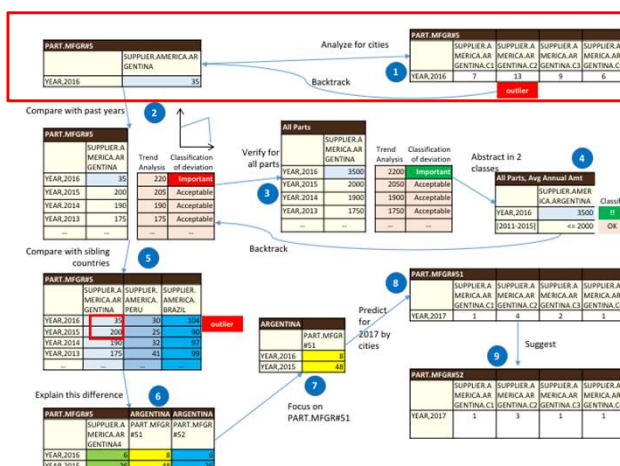 PART.MFGR#5
SUPPLIER.AMERICA.AR
GENTINA
YEAR,2016 35
Analyze for cities
Backtrack
1
PART.MFGR#5
SUPPLIER.A SUPPLIER.A SUPPLIER.A SUPPLIER.A
MERICA.AR MERICA.AR MERICA.AR MERICA.AR
GENTINA.C1 GENTINA.C2 GENTINA.C3 GENTINA.C4
YEAR,2016 7 13 9 6
outlier
Compare with past years
2
PART.MFGR#5
SUPPLIER.A
MERICA.AR
GENTINA
YEAR,2016 35
YEAR,2015 200
YEAR,2014 190
YEAR,2013 175
... ...
Trend Classification
Analysis of deviation
220 Important
205 Acceptable
190 Acceptable
175 Acceptable
... ...
Verify for
all parts
3
All Parts
SUPPLIER.A
MERICA.AR
GENTINA
YEAR,2016 3500
YEAR,2015 2000
YEAR,2014 1900
YEAR,2013 1750
... ...
Trend Classification
Analysis of deviation
2200 Important
2050 Acceptable
1900 Acceptable
1750 Acceptable
... ...
Abstract in 2
classes
4
All Parts, Avg Annual Amt
SUPPLIER.AMER
ICA.ARGENTINA
YEAR,2016 3500
[2011-2015] <= 2000
Classif
!!
OK
Backtrack
Compare with sibling
countries
5
PART.MFGR#5
SUPPLIER.A SUPPLIER. SUPPLIER.
MERICA.AR AMERICA. AMERICA.
GENTINA PERU BRAZIL
YEAR,2016 35 30 104
YEAR,2015 200 25 90
YEAR,2014 190 32 97
YEAR,2013 175 41 99
outlier
Explain this difference
6
PART.MFGR#5 ARGENTINA ARGENTINA
SUPPLIER.A PART.MFGR PART.MFGR
MERICA.AR #51 #52
GENTINA4
YEAR,2016 6 8 6
YEAR,2015 26 48 26
ARGENTINA
PART.MFGR
#51
YEAR,2016 8
YEAR,2015 48
7
Focus on
PART.MFGR#51
Predict
for
2017 by
cities
8
PART.MFGR#51
SUPPLIER.A SUPPLIER.A SUPPLIER.A SUPPLIER.A
MERICA.AR MERICA.AR MERICA.AR MERICA.AR
GENTINA.C1 GENTINA.C2 GENTINA.C3 GENTINA.C4
YEAR,2017 1 4 2 1
9
Suggest
PART.MFGR#52
SUPPLIER.A SUPPLIER.A SUPPLIER.A SUPPLIER.A
MERICA.AR MERICA.AR MERICA.AR MERICA.AR
GENTINA.C1 GENTINA.C2 GENTINA.C3 GENTINA.C4
YEAR,2017 1 3 1 1